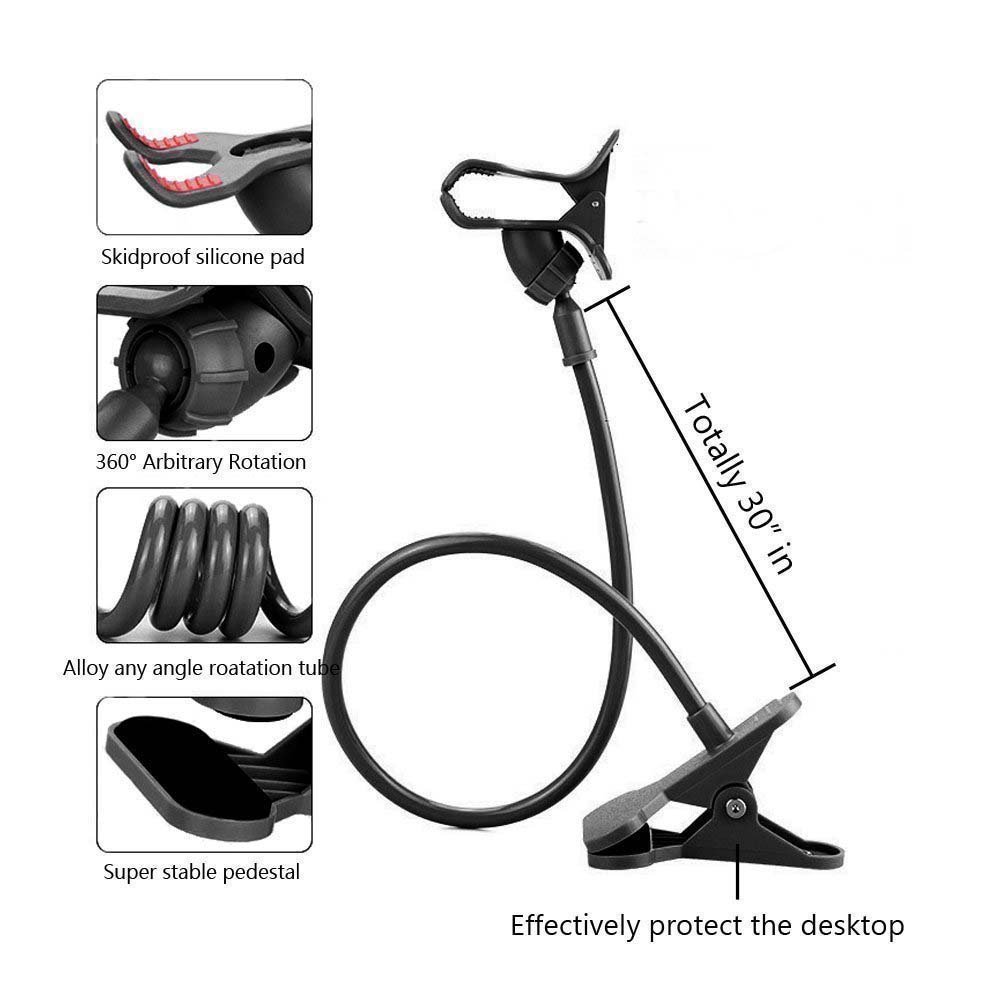 Skidproof silicone pad
360° Arbitrary Rotation
Alloy any angle roatation tube
Super stable pedestal
Totally 30" in
Effectively protect the desktop